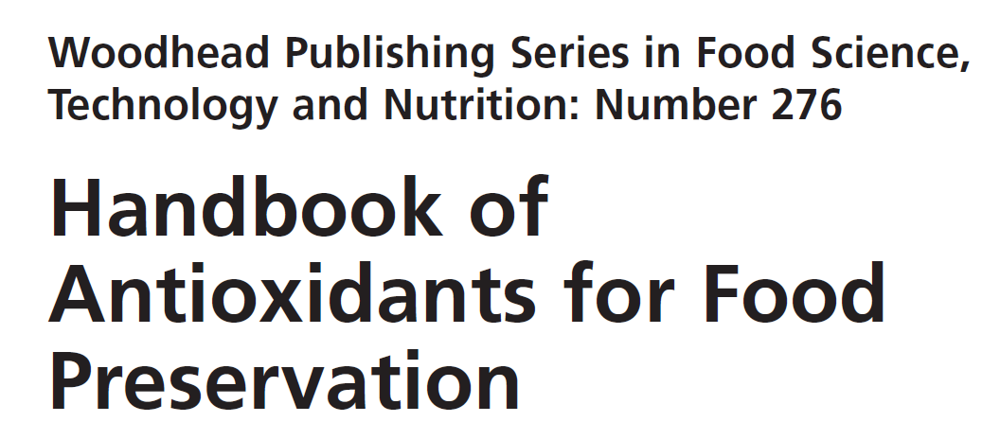 Woodhead Publishing Series in Food Science,
Technology and Nutrition: Number 276
Handbook of
Antioxidants for Food
Preservation